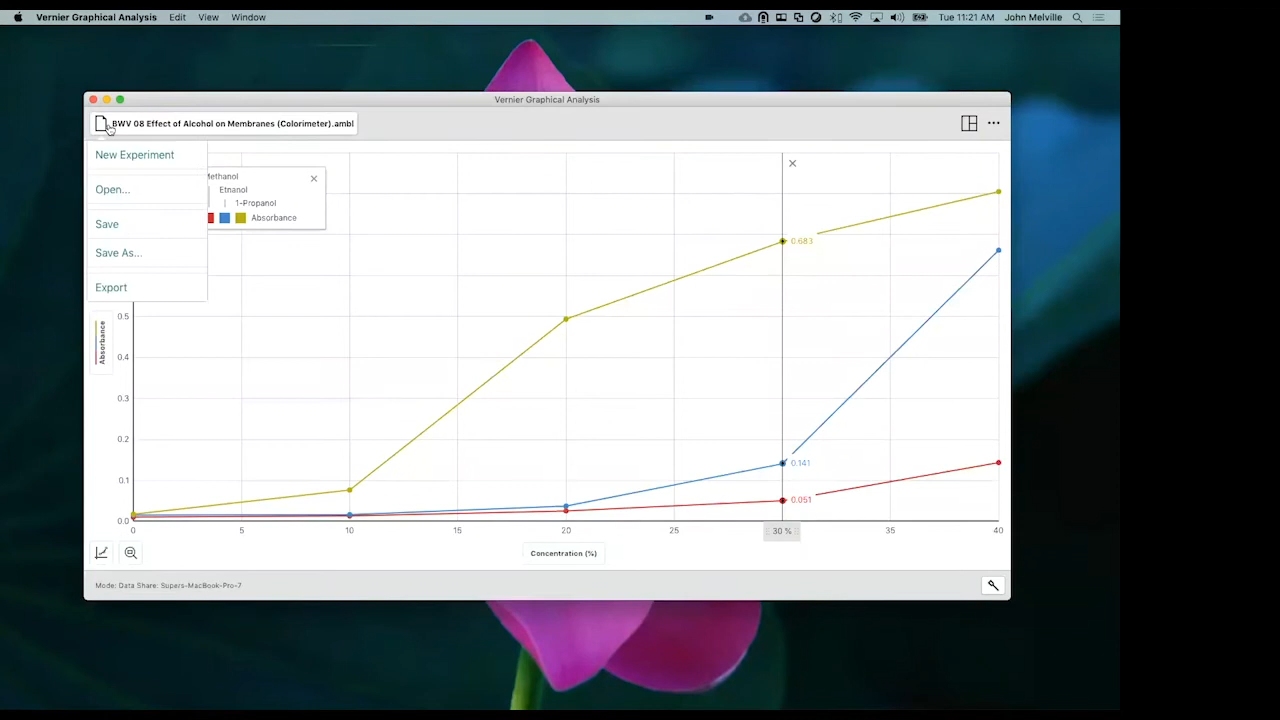 Vernier Graphical Analysis Edit View Window Tue 11:21 AM John Melville
Vernier Graphical Analysis
BWV 08 Effect of Alcohol on Membranes (Colorimeter).ambl
New Experiment
Open...
Save
Save As...
Export
Methanol
Ethanol
1-Propanol
Absorbance
0.683
0.141
0.051
Absorbance
0.5
0.4
0.3
0.2
0.1
0.0
0 5 10 15 20 25 30 % 35 40
Concentration (%)
Mode: Data Share: Supers-MacBook-Pro-7